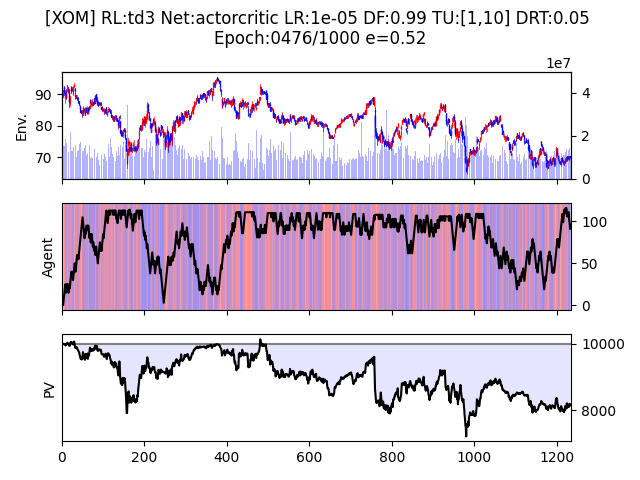 [XOM] RL:td3 Net:actorcritic LR:1e-05 DF:0.99 TU:[1,10] DRT:0.05
Epoch:0476/1000 e=0.52
1e7
90
80
70
Env.
4
2
0
Agent
100
50
0
PV
10000
8000
0 200 400 600 800 1000 1200